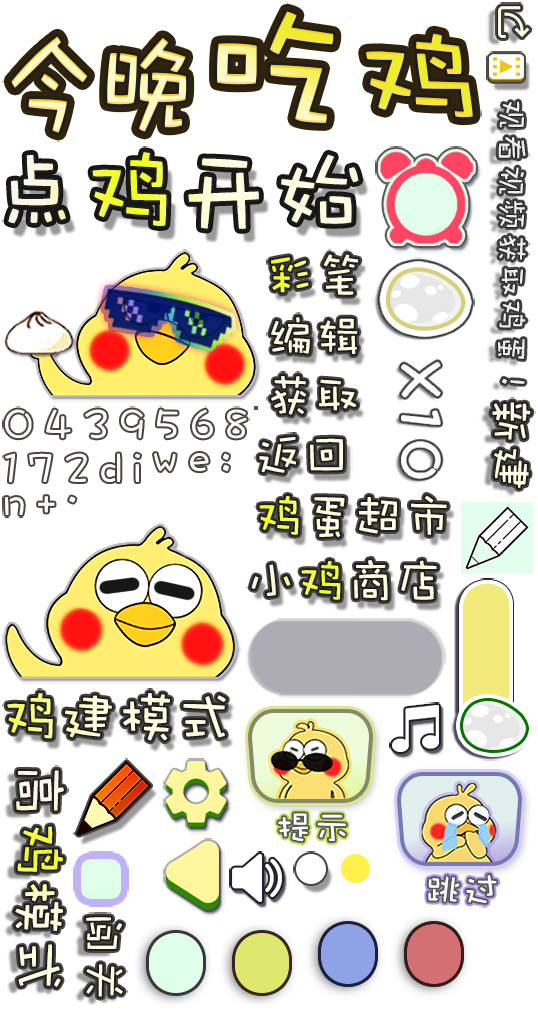 今晚吃鸡
点鸡开始
观看视频获取鸡蛋！
彩笔
编辑
获取
返回
X10
新建
0439568
172diwe:
n+·
鸡蛋超市
小鸡商店
鸡建模式
提示
跳过
高鸡模式
闯关